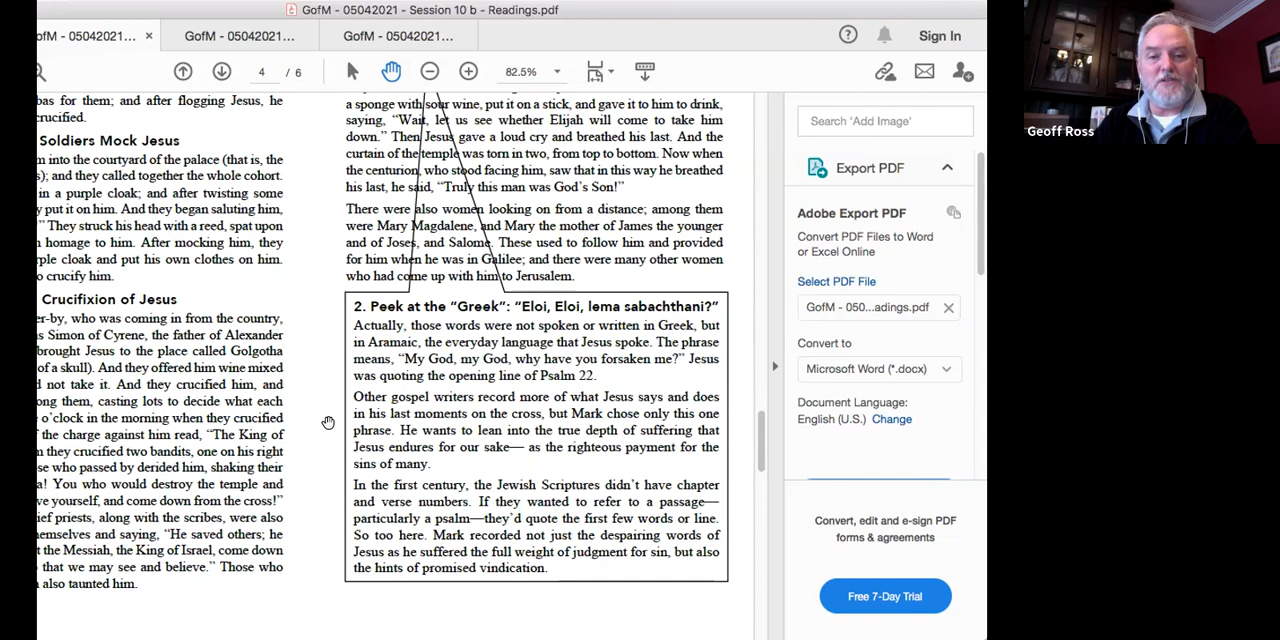 GofM - 05042021 - Session 10 b - Readings.pdf
ofM - 05042021... ×
GofM - 05042021...
GofM - 05042021...
Sign In
4 / 6
82.5%
bas for them; and after flogging Jesus, he
crucified.
Soldiers Mock Jesus
m into the courtyard of the palace (that is, the
s); and they called together the whole cohort.
in a purple cloak; and after twisting some
y put it on him. And they began saluting him,
” They struck his head with a reed, spat upon
n homage to him. After mocking him, they
rple cloak and put his own clothes on him.
o crucify him.
Crucifixion of Jesus
er-by, who was coming in from the country,
s Simon of Cyrene, the father of Alexander
brought Jesus to the place called Golgotha
of a skull). And they offered him wine mixed
d not take it. And they crucified him, and
ong them, casting lots to decide what each
o’clock in the morning when they crucified
f the charge against him read, “The King of
m they crucified two bandits, one on his right
se who passed by derided him, shaking their
a! You who would destroy the temple and
ve yourself, and come down from the cross!”
ief priests, along with the scribes, were also
hemselves and saying, “He saved others; he
t the Messiah, the King of Israel, come down
that we may see and believe.” Those who
also taunted him.
a sponge with sour wine, put it on a stick, and gave it to him to drink,
saying, “Wait, let us see whether Elijah will come to take him
down.” Then Jesus gave a loud cry and breathed his last. And the
curtain of the temple was torn in two, from top to bottom. Now when
the centurion, who stood facing him, saw that in this way he breathed
his last, he said, “Truly this man was God’s Son!”
There were also women looking on from a distance; among them
were Mary Magdalene, and Mary the mother of James the younger
and of Joses, and Salome. These used to follow him and provided
for him when he was in Galilee; and there were many other women
who had come up with him to Jerusalem.
2. Peek at the “Greek”: “Eloi, Eloi, lema sabachthani?”
Actually, those words were not spoken or written in Greek, but
in Aramaic, the everyday language that Jesus spoke. The phrase
means, “My God, my God, why have you forsaken me?” Jesus
was quoting the opening line of Psalm 22.
Other gospel writers record more of what Jesus says and does
in his last moments on the cross, but Mark chose only this one
phrase. He wants to lean into the true depth of suffering that
Jesus endures for our sake— as the righteous payment for the
sins of many.
In the first century, the Jewish Scriptures didn’t have chapter
and verse numbers. If they wanted to refer to a passage—
particularly a psalm—they’d quote the first few words or line.
So too here. Mark recorded not just the despairing words of
Jesus as he suffered the full weight of judgment for sin, but also
the hints of promised vindication.
Search 'Add Image'
Export PDF
Adobe Export PDF
Convert PDF Files to Word
or Excel Online
Select PDF File
GofM - 050...adings.pdf
Convert to
Microsoft Word (*.docx)
Document Language:
English (U.S.) Change
Convert, edit and e-sign PDF
forms & agreements
Free 7-Day Trial
Geoff Ross